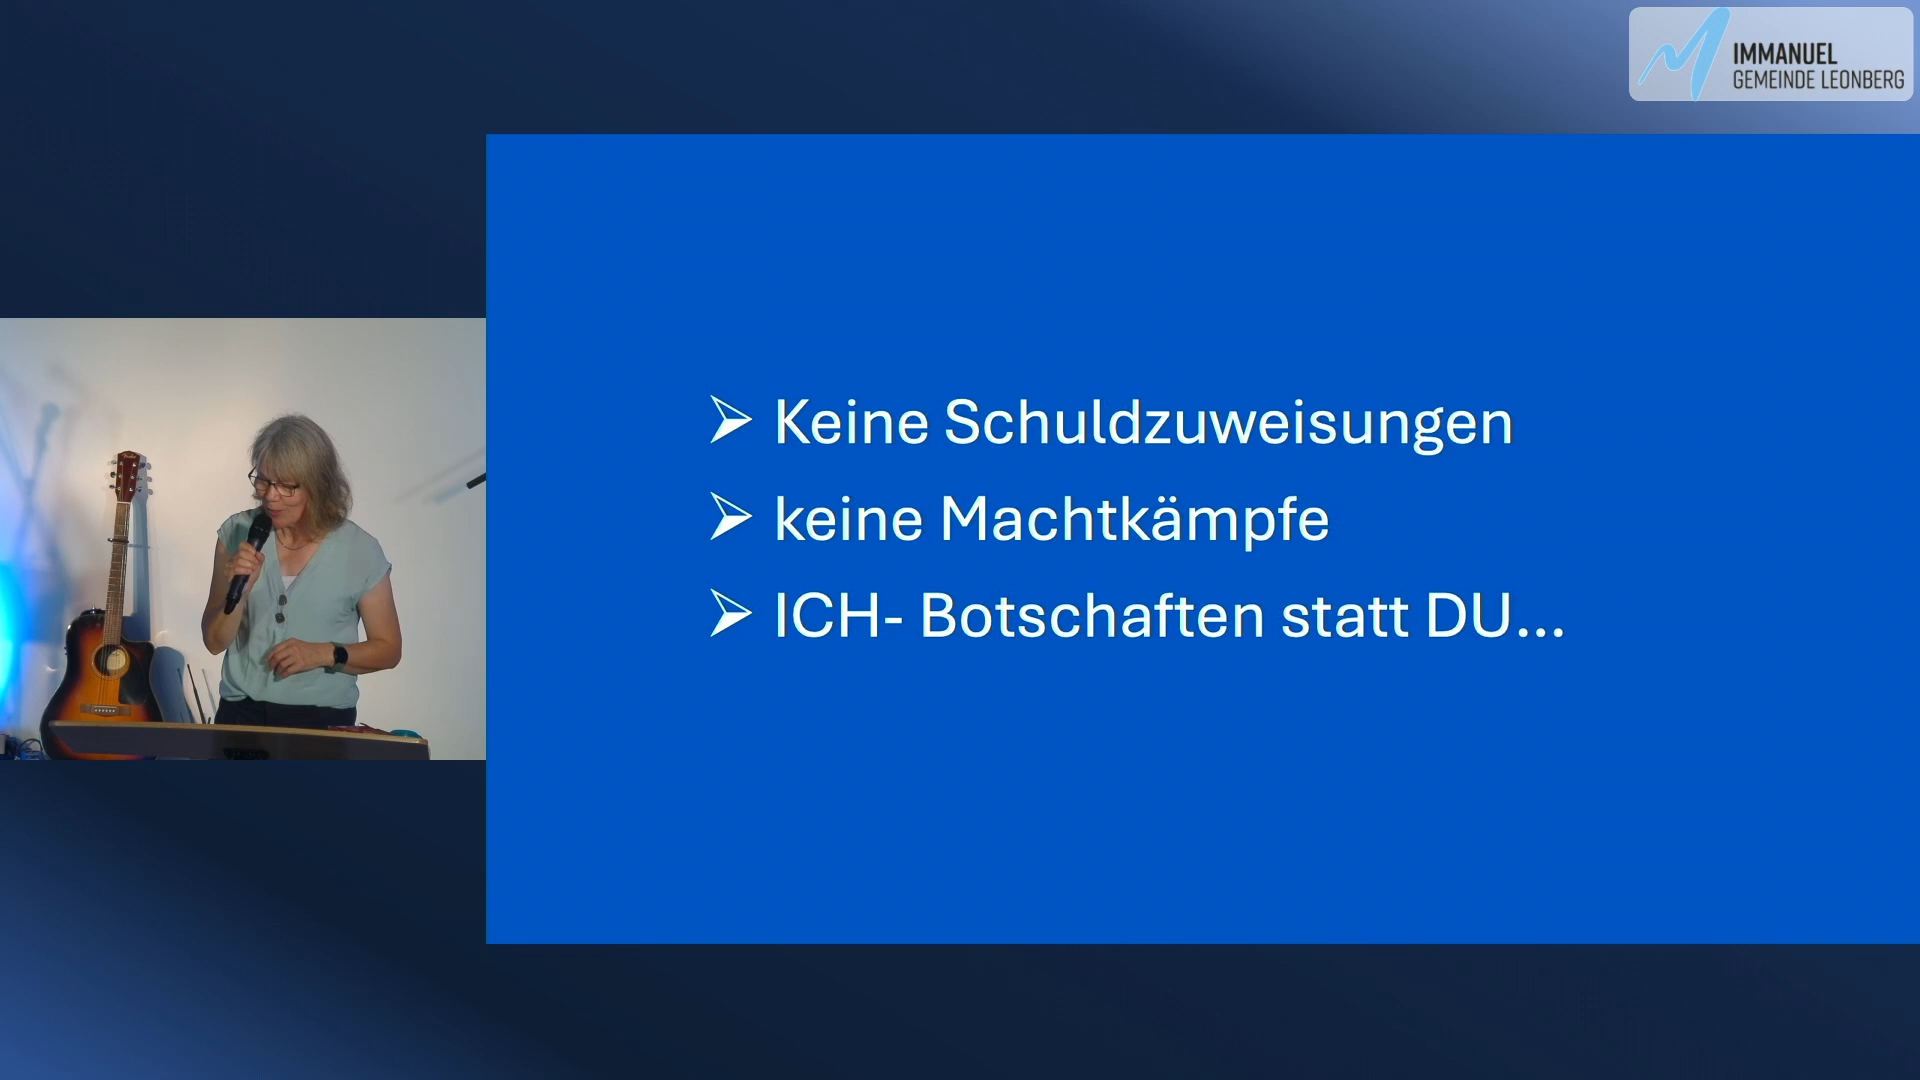 IMMANUEL
GEMEINDE LEONBERG
Keine Schuldzuweisungen
keine Machtkämpfe
ICH- Botschaften statt DU...